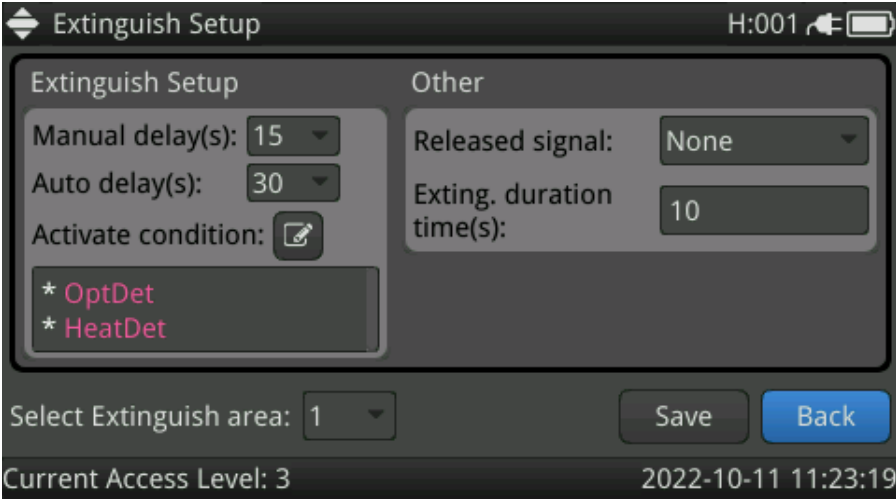 Extinguish Setup
H:001
Extinguish Setup
Manual delay(s): 15
Auto delay(s): 30
Activate condition:
* OptDet
* HeatDet
Other
Released signal: None
Exting. duration
time(s):
10
Select Extinguish area: 1
Save
Back
Current Access Level: 3
2022-10-11 11:23:19